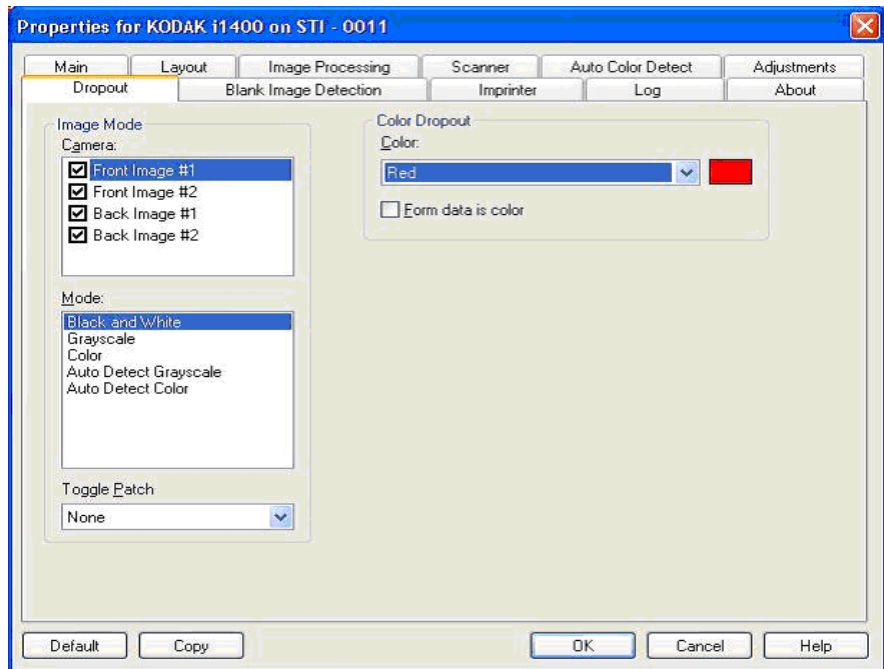 Properties for KODAK i1400 on STI - 0011
Main Layout Image Processing Scanner Auto Color Detect Adjustments
Dropout Blank Image Detection Imprinter Log About
Image Mode
Camera:
Front Image #1
Front Image #2
Back Image #1
Back Image #2
Mode:
Black and White
Grayscale
Color
Auto Detect Grayscale
Auto Detect Color
Toggle Patch
None
Color Dropout
Color:
Red
Form data is color
Default Copy OK Cancel Help